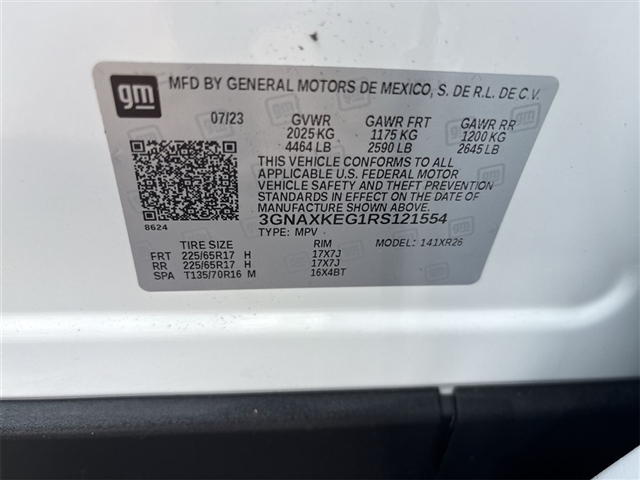 gm MFD BY GENERAL MOTORS DE MEXICO, S. DE R.L. DE C.V.
07/23 GVWR GAWR FRT GAWR RR
2025 KG 1175 KG 1200 KG
4464 LB 2590 LB 2645 LB
THIS VEHICLE CONFORMS TO ALL
APPLICABLE U.S. FEDERAL MOTOR
VEHICLE SAFETY AND THEFT PREVENTION
STANDARDS IN EFFECT ON THE DATE OF
MANUFACTURE SHOWN ABOVE.
8624 3GNAXKEG1RS121554
TYPE: MPV MODEL: 141XR26
TIRE SIZE RIM
FRT 225/65R17 H 17X7J
RR 225/65R17 H 17X7J
SPA T135/70R16 M 16X4BT